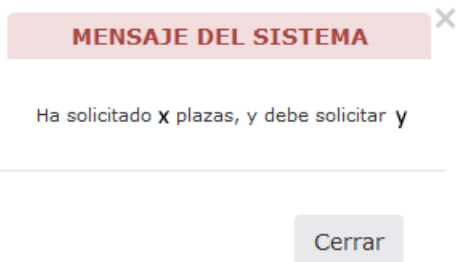 MENSAJE DEL SISTEMA
Ha solicitado x plazas, y debe solicitar y
Cerrar